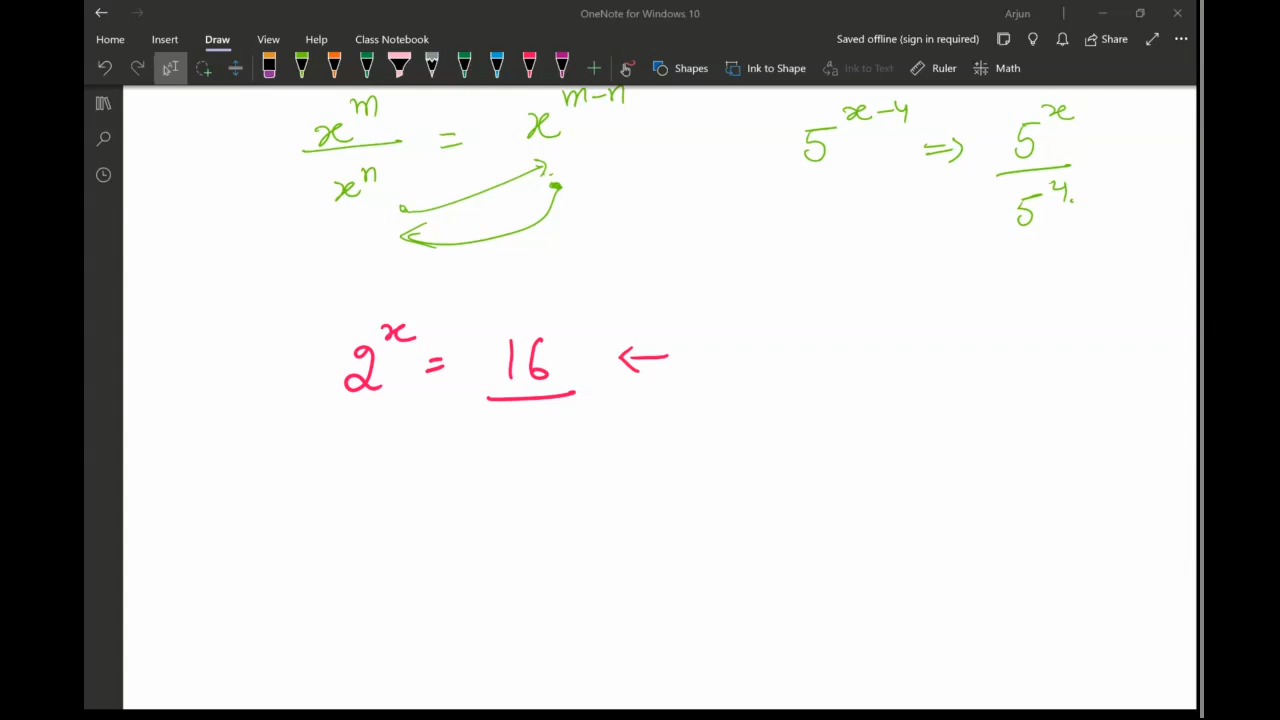 OneNote for Windows 10
Arjun
Home Insert Draw View Help Class Notebook
Saved offline (sign in required) Share
Shapes Ink to Shape Ink to Text Ruler Math
x^m / x^n = x^(m-n)
5^(x-4) => 5^x / 5^4.
2^x = 16 ←